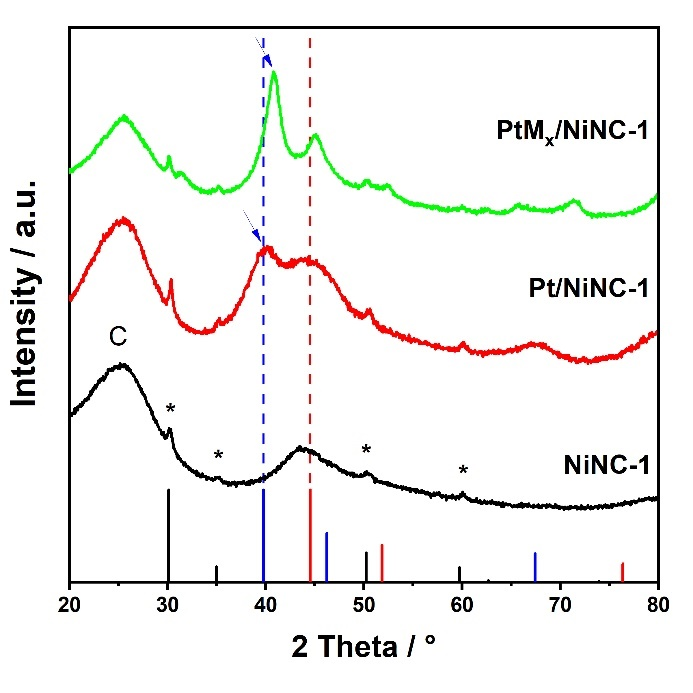 PtMx/NiNC-1
Pt/NiNC-1
C
*
*
NiNC-1
*
*
20 30 40 50 60 70 80
2 Theta / °
Intensity / a.u.